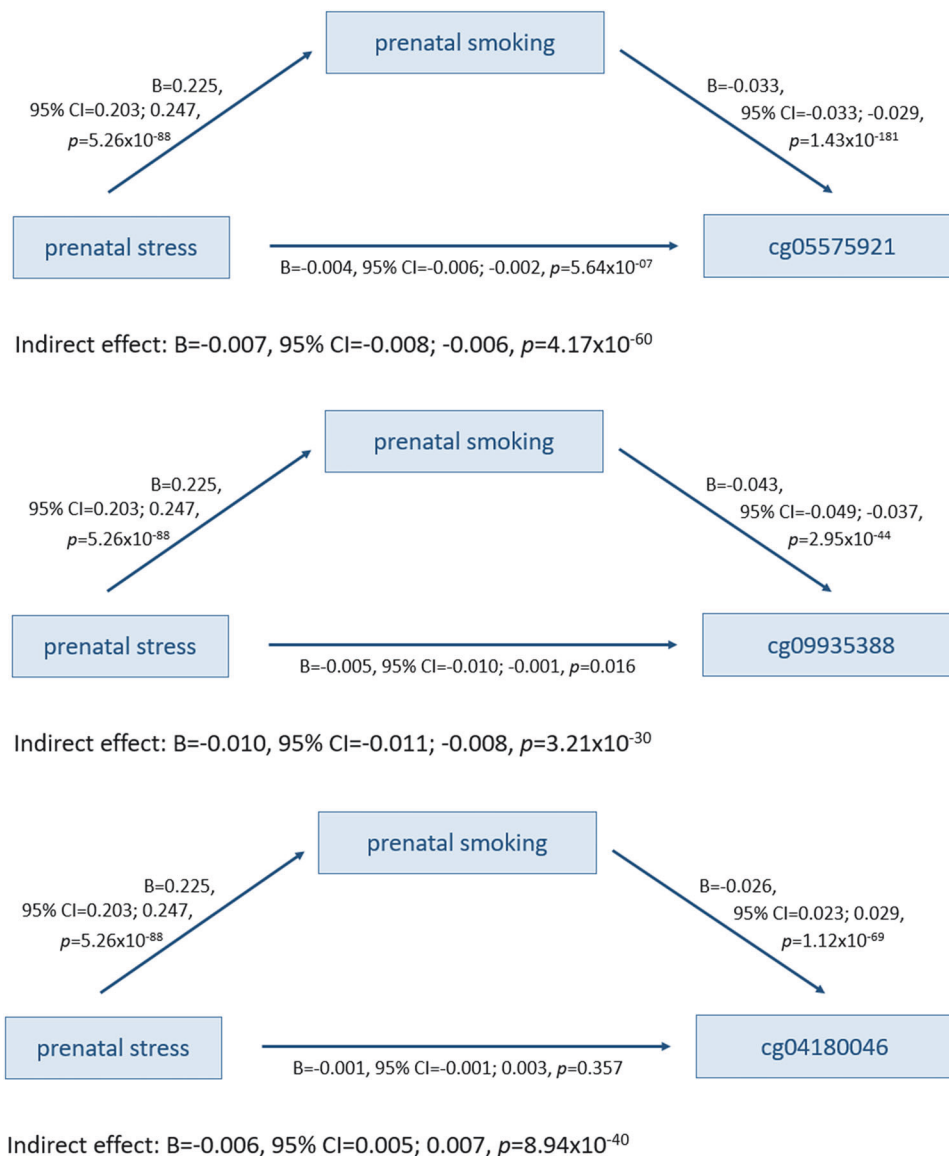 prenatal smoking
B=0.225,
95% CI=0.203; 0.247,
p=5.26x10⁻⁸⁸
B=-0.033,
95% CI=-0.033; -0.029,
p=1.43x10⁻¹⁸¹
prenatal stress
cg05575921
B=-0.004, 95% CI=-0.006; -0.002, p=5.64x10⁻⁰⁷
Indirect effect: B=-0.007, 95% CI=-0.008; -0.006, p=4.17x10⁻⁶⁰
prenatal smoking
B=0.225,
95% CI=0.203; 0.247,
p=5.26x10⁻⁸⁸
B=-0.043,
95% CI=-0.049; -0.037,
p=2.95x10⁻⁴⁴
prenatal stress
cg09935388
B=-0.005, 95% CI=-0.010; -0.001, p=0.016
Indirect effect: B=-0.010, 95% CI=-0.011; -0.008, p=3.21x10⁻³⁰
prenatal smoking
B=0.225,
95% CI=0.203; 0.247,
p=5.26x10⁻⁸⁸
B=-0.026,
95% CI=0.023; 0.029,
p=1.12x10⁻⁶⁹
prenatal stress
cg04180046
B=-0.001, 95% CI=-0.001; 0.003, p=0.357
Indirect effect: B=-0.006, 95% CI=0.005; 0.007, p=8.94x10⁻⁴⁰